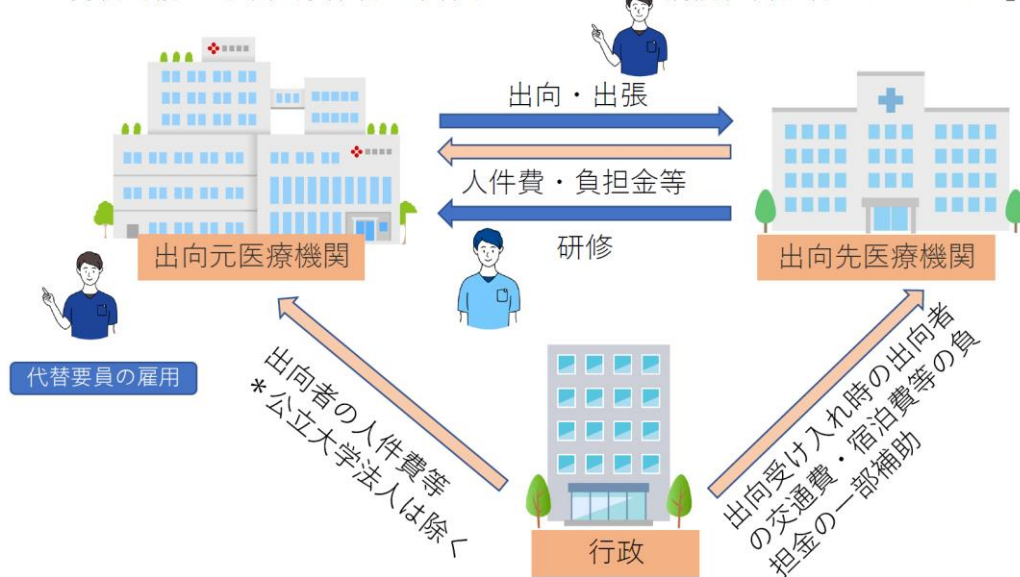 出向・出張
人件費・負担金等
研修
出向元医療機関
出向先医療機関
代替要員の雇用
出向者の人件費等
*公立大学法人は除く
出向受け入れ時の出向者
の交通費・宿泊費等の負
担金の一部補助
行政